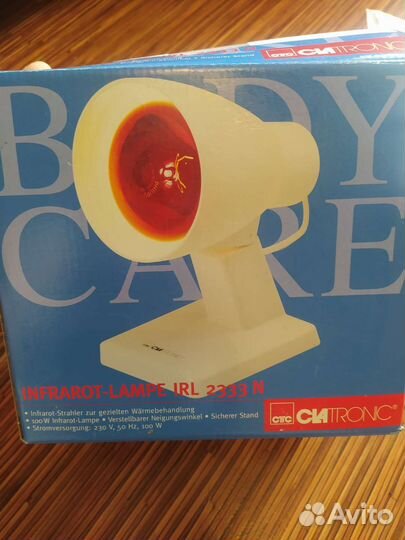 CTC CLATRONIC
BODY
CARE
CLATRONIC
INFRAROT-LAMPE IRL 2333 N
• Infrarot-Strahler zur gezielten Wärmebehandlung
• 100 W Infrarot-Lampe • Verstellbarer Neigungswinkel • Sicherer Stand
• Stromversorgung: 230 V, 50 Hz, 100 W
CTC CLATRONIC®
Avito